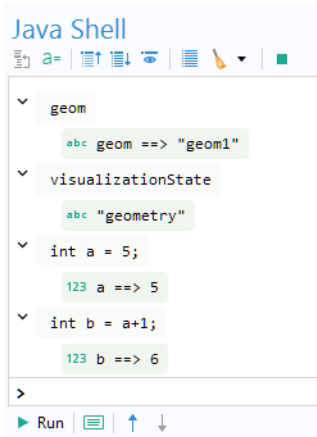 Java Shell
a=
geom
abc geom ==> "geom1"
visualizationState
abc "geometry"
int a = 5;
123 a ==> 5
int b = a+1;
123 b ==> 6
>
Run